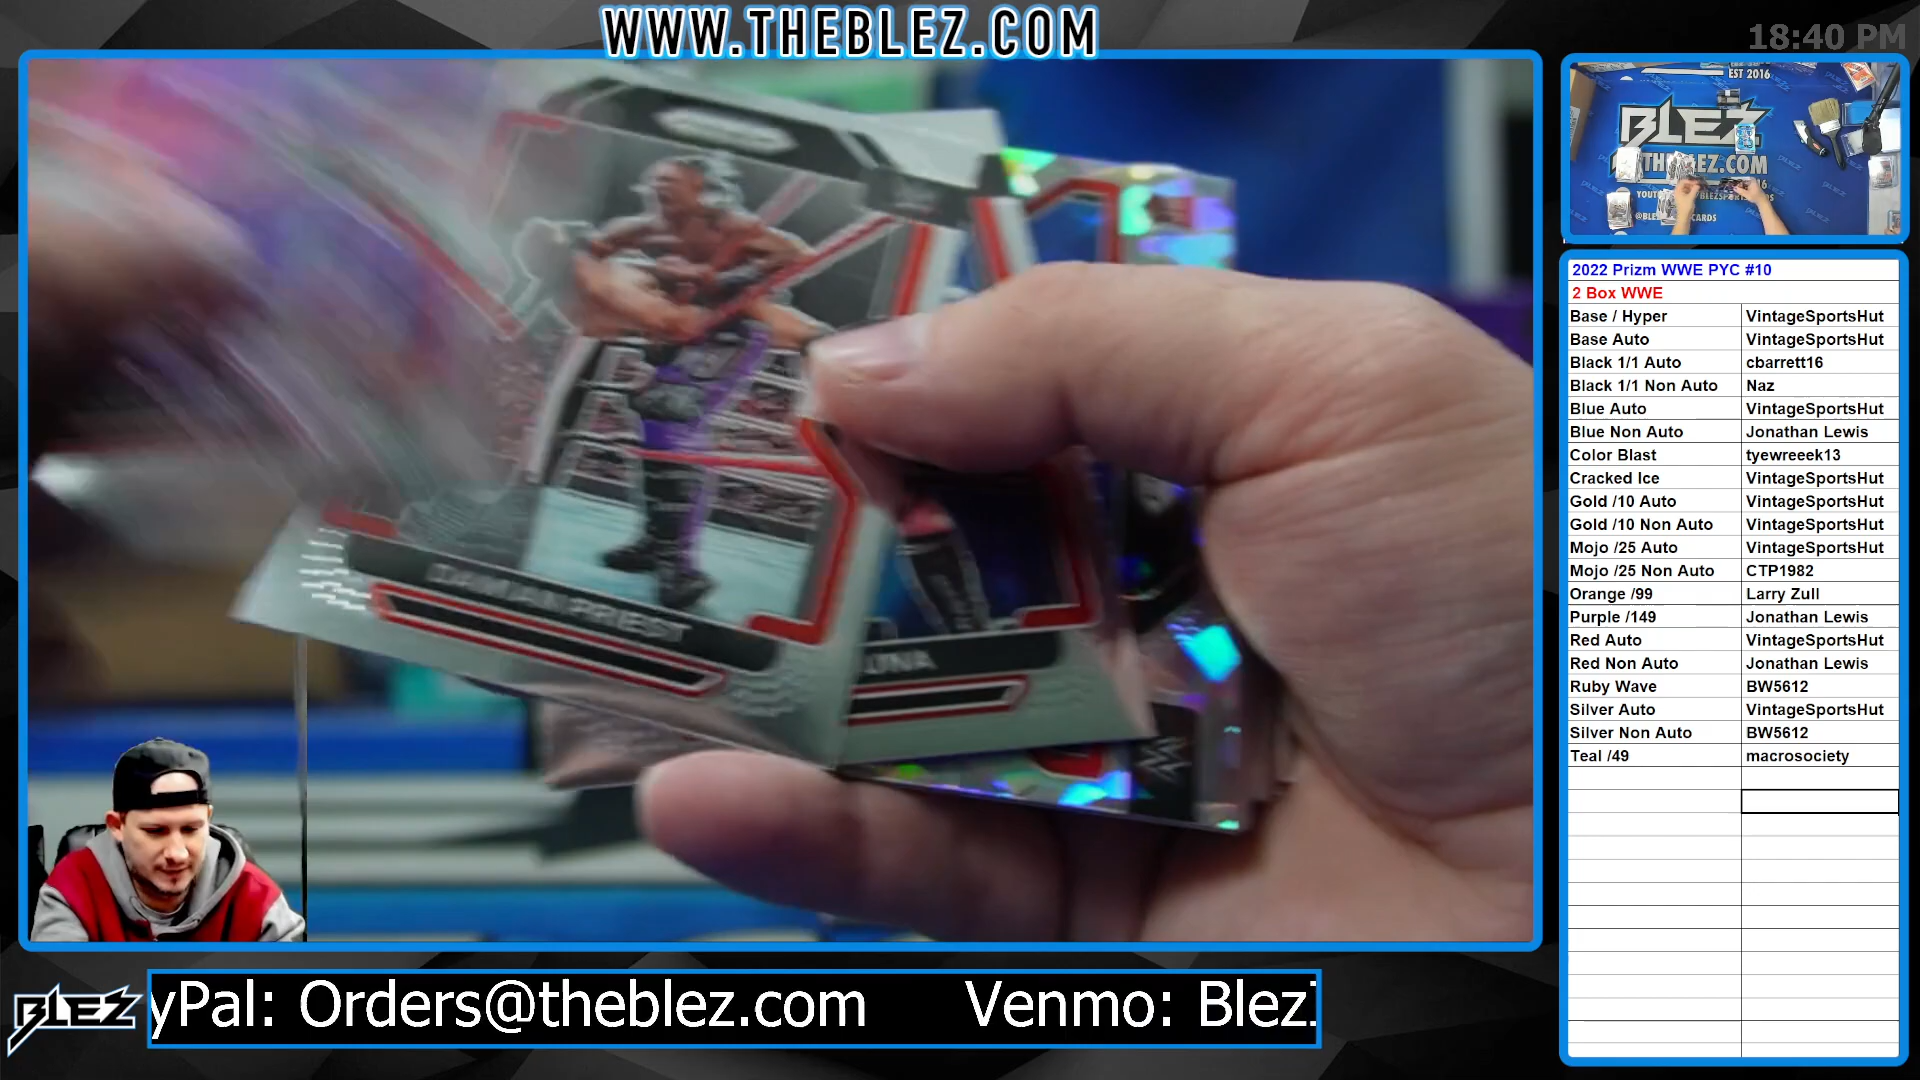 WWW.THEBLEZ.COM
18:40 PM
EST 2016
BLEZ
THEBLEZ.COM
DAMIAN PRIEST
LUNA
2022 Prizm WWE PYC #10
2 Box WWE
Base / Hyper VintageSportsHut
Base Auto VintageSportsHut
Black 1/1 Auto cbarrett16
Black 1/1 Non Auto Naz
Blue Auto VintageSportsHut
Blue Non Auto Jonathan Lewis
Color Blast tyewreeek13
Cracked Ice VintageSportsHut
Gold /10 Auto VintageSportsHut
Gold /10 Non Auto VintageSportsHut
Mojo /25 Auto VintageSportsHut
Mojo /25 Non Auto CTP1982
Orange /99 Larry Zull
Purple /149 Jonathan Lewis
Red Auto VintageSportsHut
Red Non Auto Jonathan Lewis
Ruby Wave BW5612
Silver Auto VintageSportsHut
Silver Non Auto BW5612
Teal /49 macrosociety
BLEZ
yPal: Orders@theblez.com Venmo: Blez